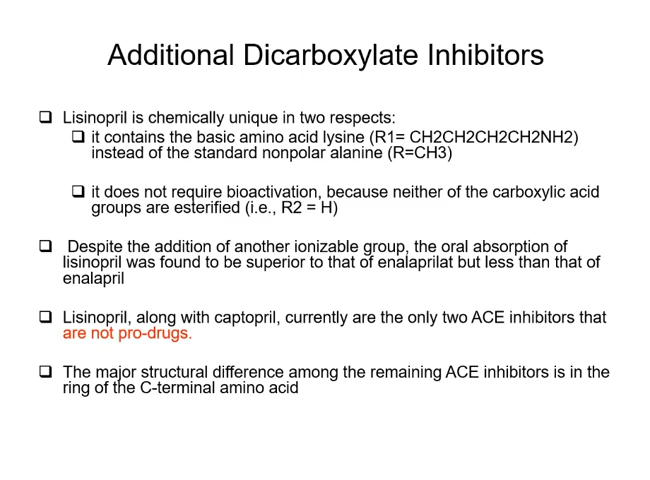 Additional Dicarboxylate Inhibitors
❑ Lisinopril is chemically unique in two respects:
❑ it contains the basic amino acid lysine (R1= CH2CH2CH2CH2NH2)
instead of the standard nonpolar alanine (R=CH3)
❑ it does not require bioactivation, because neither of the carboxylic acid
groups are esterified (i.e., R2 = H)
❑ Despite the addition of another ionizable group, the oral absorption of
lisinopril was found to be superior to that of enalaprilat but less than that of
enalapril
❑ Lisinopril, along with captopril, currently are the only two ACE inhibitors that
are not pro-drugs.
❑ The major structural difference among the remaining ACE inhibitors is in the
ring of the C-terminal amino acid